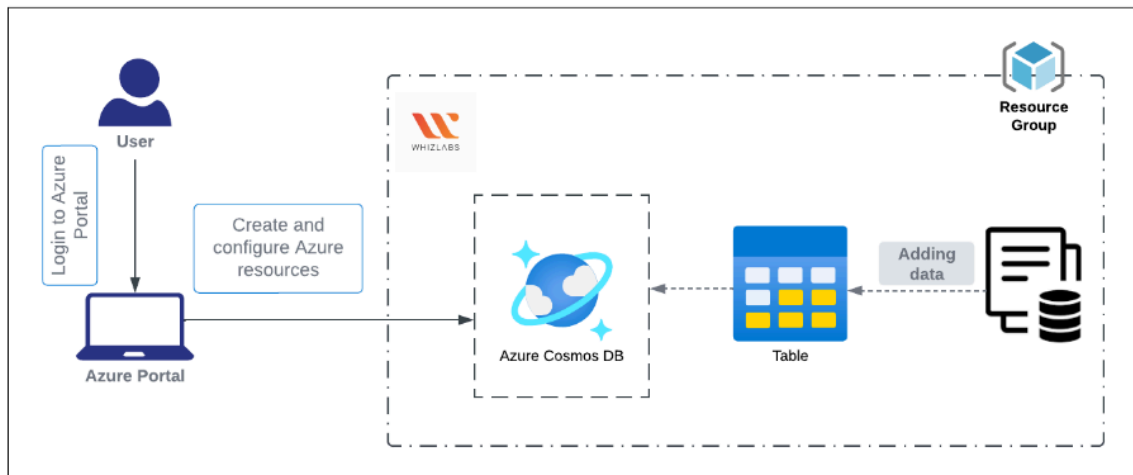 User
Login to Azure
Portal
Azure Portal
Create and
configure Azure
resources
WHIZLABS
Azure Cosmos DB
Table
Adding
data
Resource
Group